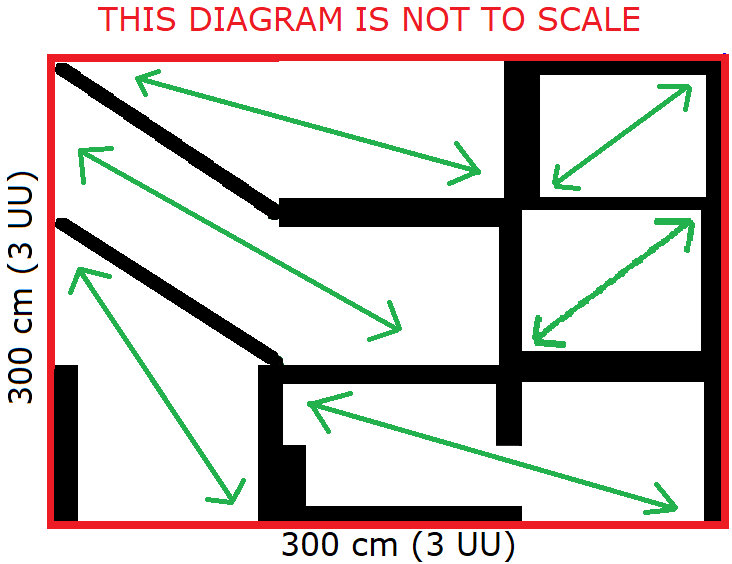 THIS DIAGRAM IS NOT TO SCALE
300 cm (3 UU)
300 cm (3 UU)